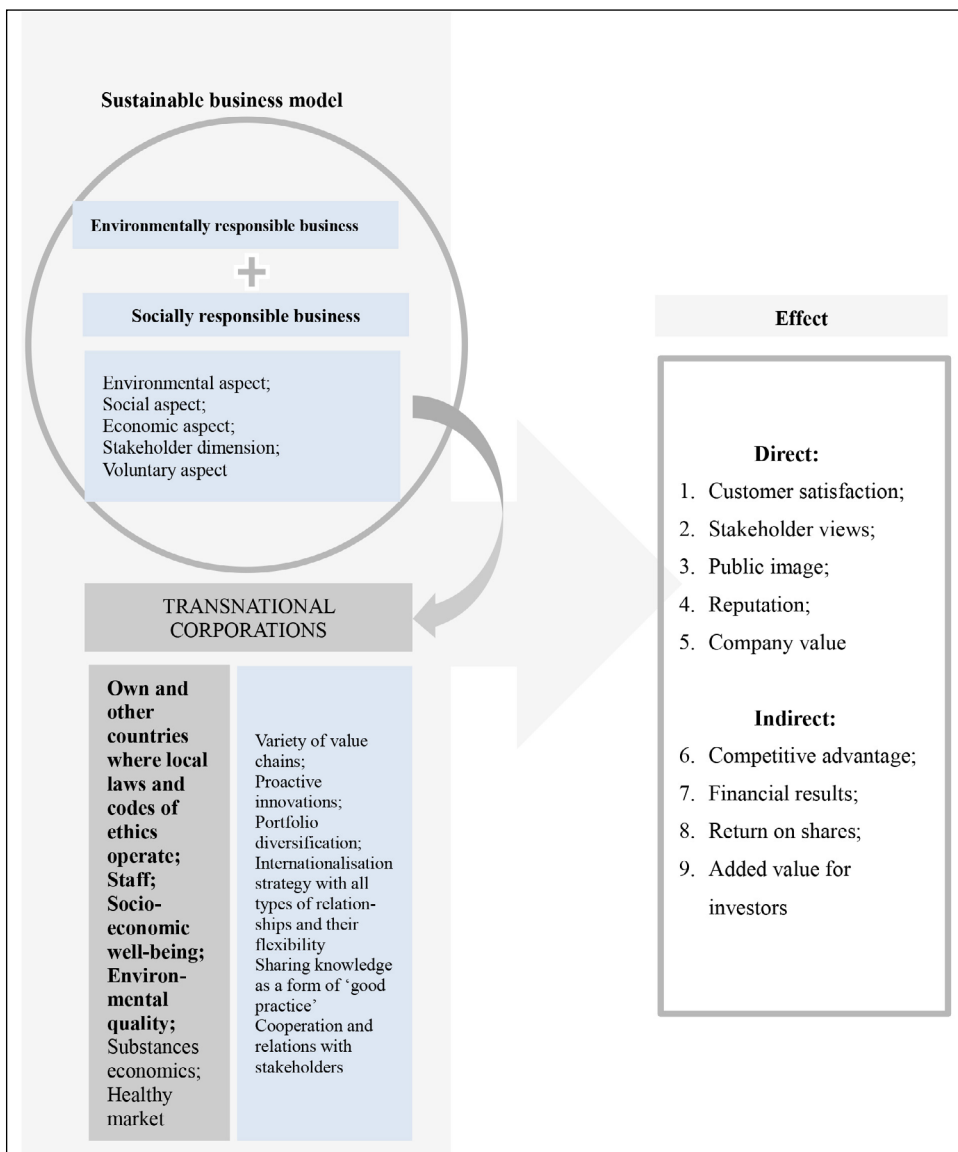 Sustainable business model
Environmentally responsible business
+
Socially responsible business
Environmental aspect;
Social aspect;
Economic aspect;
Stakeholder dimension;
Voluntary aspect
TRANSNATIONAL
CORPORATIONS
Own and
other
countries
where local
laws and
codes of
ethics
operate;
Staff;
Socio-
economic
well-being;
Environ-
mental
quality;
Substances
economics;
Healthy
market
Variety of value
chains;
Proactive
innovations;
Portfolio
diversification;
Internationalisation
strategy with all
types of relation-
ships and their
flexibility
Sharing knowledge
as a form of ‘good
practice’
Cooperation and
relations with
stakeholders
Effect
Direct:
1. Customer satisfaction;
2. Stakeholder views;
3. Public image;
4. Reputation;
5. Company value
Indirect:
6. Competitive advantage;
7. Financial results;
8. Return on shares;
9. Added value for
investors